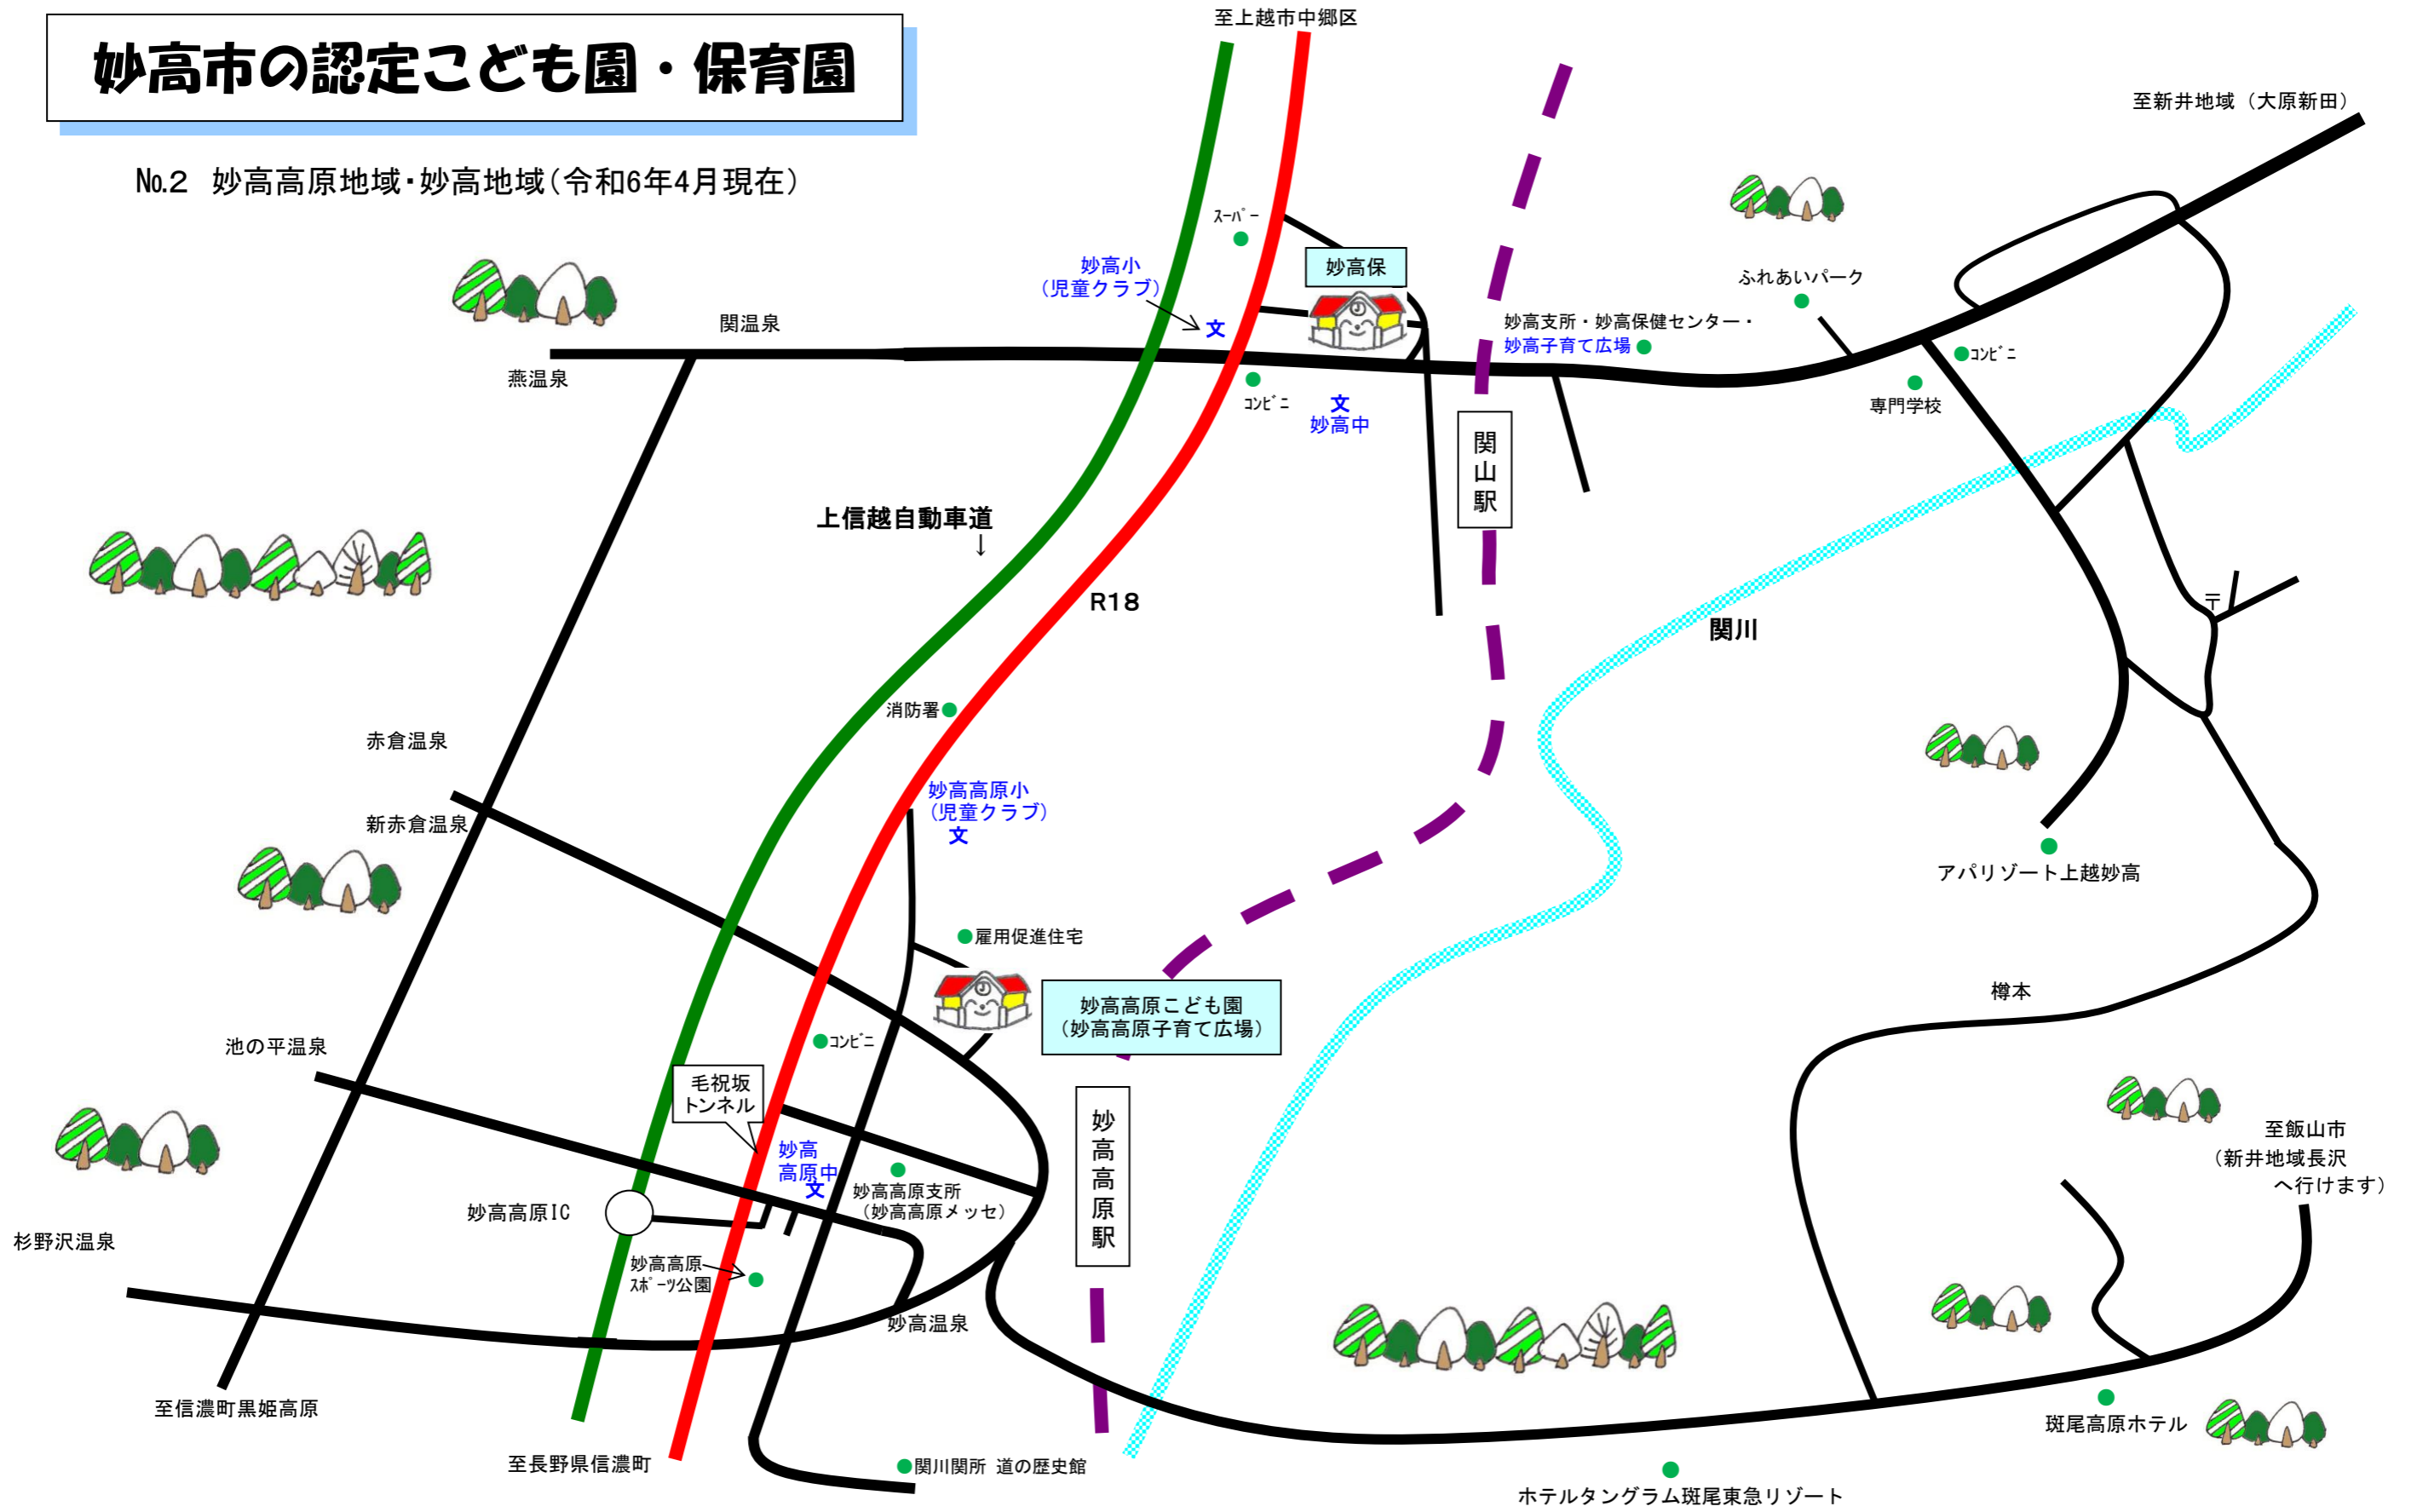 妙高市の認定こども園・保育園
№2 妙高高原地域・妙高地域(令和6年4月現在)
至上越市中郷区
至新井地域（大原新田）
ｽｰﾊﾟｰ
妙高小
（児童クラブ）
文
妙高保
ふれあいパーク
妙高支所・妙高保健センター・
妙高子育て広場
関温泉
燕温泉
ｺﾝﾋﾞﾆ
文
妙高中
ｺﾝﾋﾞﾆ
専門学校
関山駅
上信越自動車道
↓
R18
関川
〒
消防署
赤倉温泉
新赤倉温泉
妙高高原小
（児童クラブ）
文
アパリゾート上越妙高
雇用促進住宅
妙高高原こども園
（妙高高原子育て広場）
樽本
ｺﾝﾋﾞﾆ
池の平温泉
毛祝坂
トンネル
妙高
高原中
文
妙高高原駅
至飯山市
（新井地域長沢
へ行けます）
妙高高原支所
（妙高高原メッセ）
妙高高原IC
杉野沢温泉
妙高高原
ｽﾎﾟｰﾂ公園
妙高温泉
至信濃町黒姫高原
斑尾高原ホテル
至長野県信濃町
関川関所 道の歴史館
ホテルタングラム斑尾東急リゾート